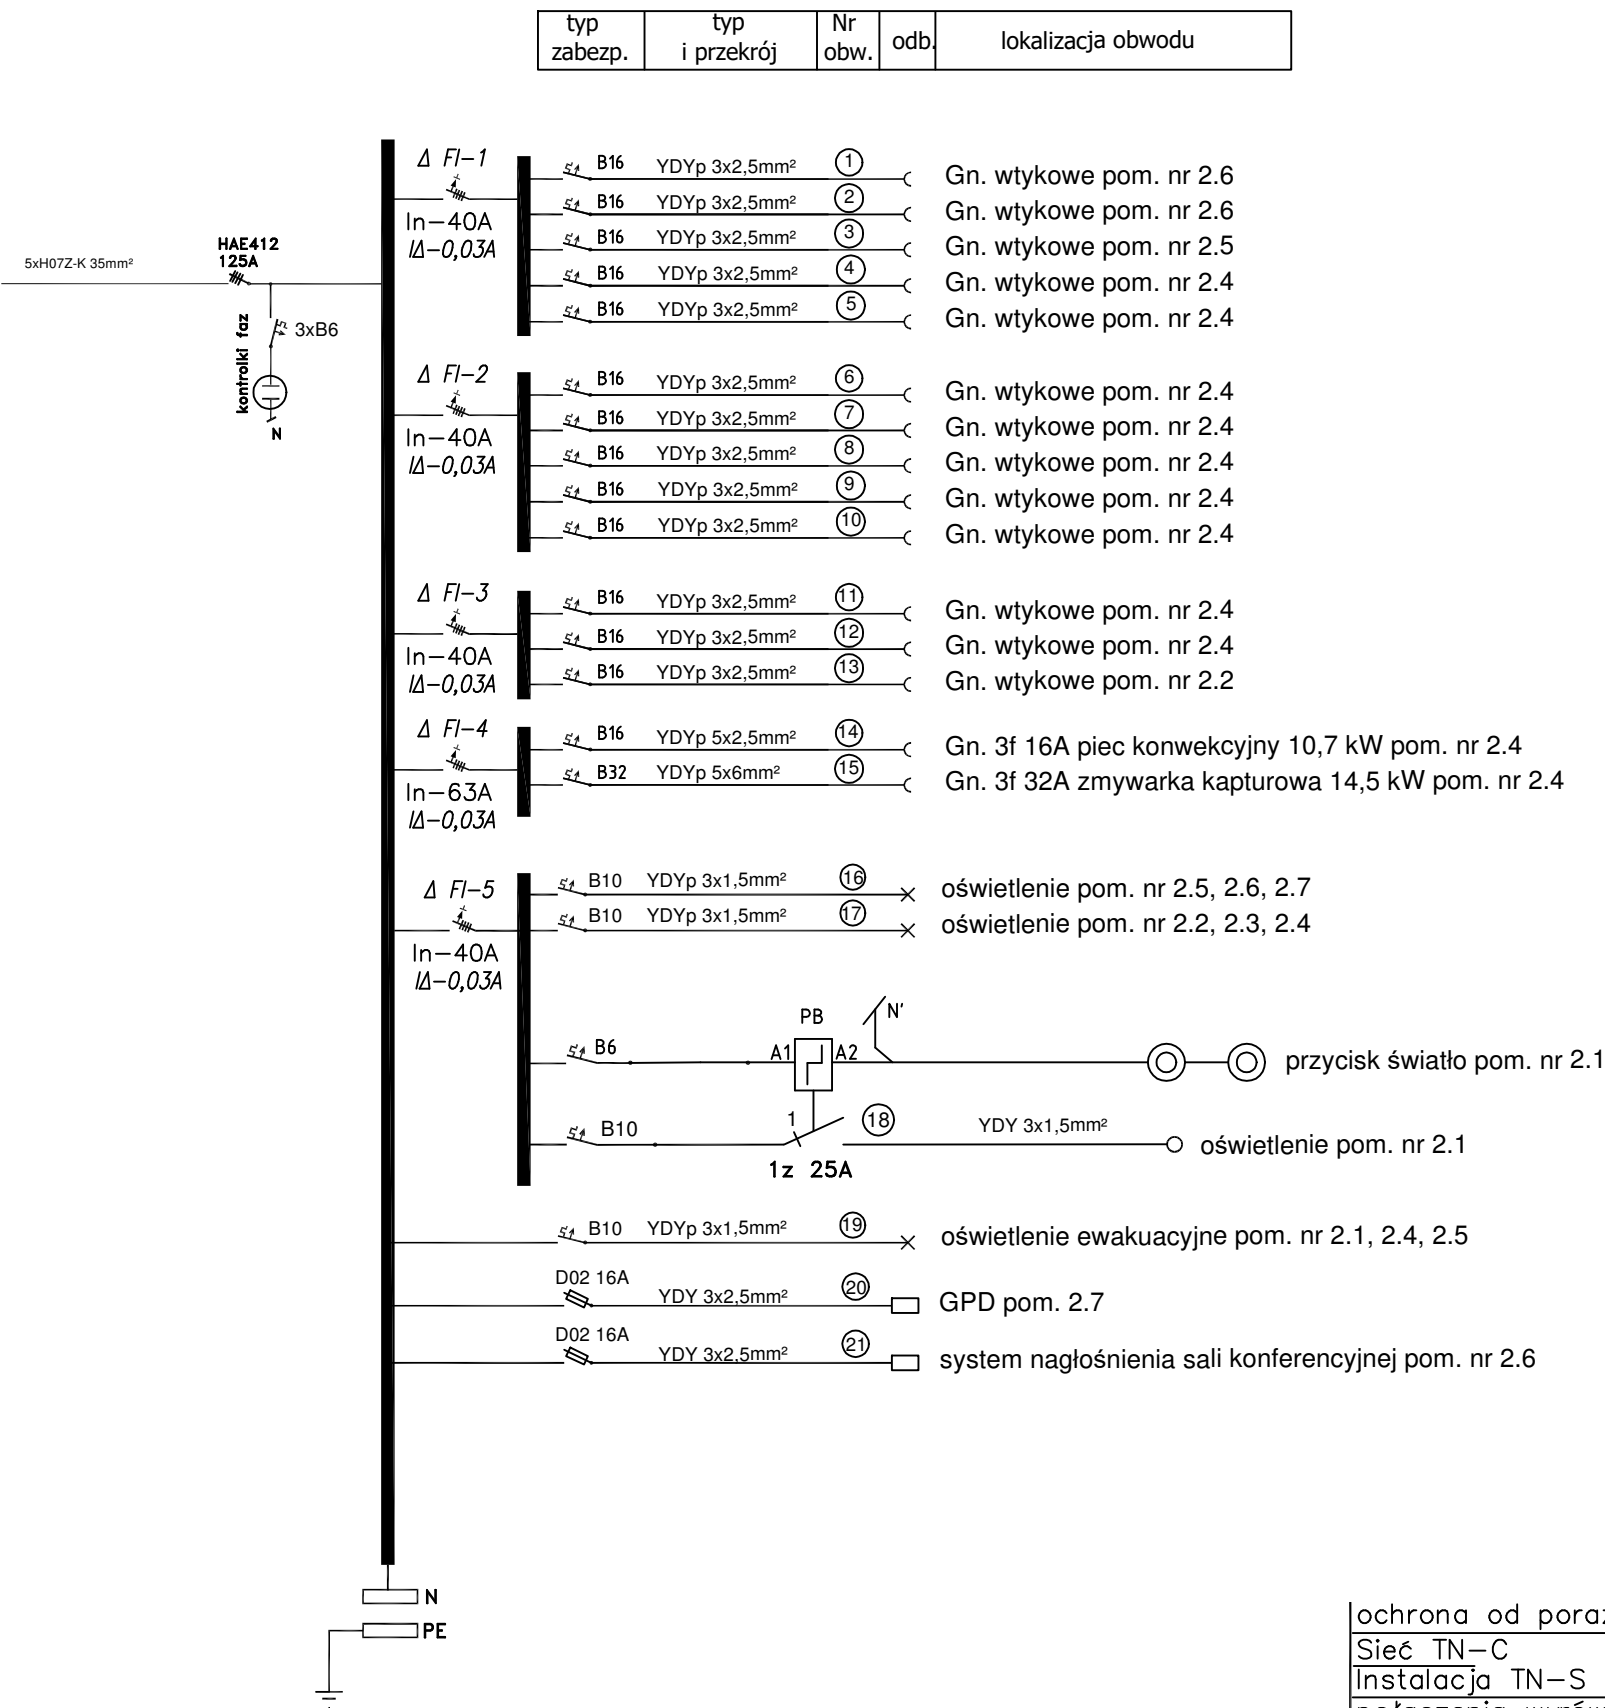 typ zabezp.
typ i przekrój
Nr obw.
odb.
lokalizacja obwodu
5xH07Z-K 35mm²
HAE412
125A
kontrolki faz
3xB6
N
Δ FI-1
In-40A
IΔ-0,03A
B16 YDYp 3x2,5mm² 1 Gn. wtykowe pom. nr 2.6
B16 YDYp 3x2,5mm² 2 Gn. wtykowe pom. nr 2.6
B16 YDYp 3x2,5mm² 3 Gn. wtykowe pom. nr 2.5
B16 YDYp 3x2,5mm² 4 Gn. wtykowe pom. nr 2.4
B16 YDYp 3x2,5mm² 5 Gn. wtykowe pom. nr 2.4
Δ FI-2
In-40A
IΔ-0,03A
B16 YDYp 3x2,5mm² 6 Gn. wtykowe pom. nr 2.4
B16 YDYp 3x2,5mm² 7 Gn. wtykowe pom. nr 2.4
B16 YDYp 3x2,5mm² 8 Gn. wtykowe pom. nr 2.4
B16 YDYp 3x2,5mm² 9 Gn. wtykowe pom. nr 2.4
B16 YDYp 3x2,5mm² 10 Gn. wtykowe pom. nr 2.4
Δ FI-3
In-40A
IΔ-0,03A
B16 YDYp 3x2,5mm² 11 Gn. wtykowe pom. nr 2.4
B16 YDYp 3x2,5mm² 12 Gn. wtykowe pom. nr 2.4
B16 YDYp 3x2,5mm² 13 Gn. wtykowe pom. nr 2.2
Δ FI-4
In-63A
IΔ-0,03A
B16 YDYp 5x2,5mm² 14 Gn. 3f 16A piec konwekcyjny 10,7 kW pom. nr 2.4
B32 YDYp 5x6mm² 15 Gn. 3f 32A zmywarka kapturowa 14,5 kW pom. nr 2.4
Δ FI-5
In-40A
IΔ-0,03A
B10 YDYp 3x1,5mm² 16 oświetlenie pom. nr 2.5, 2.6, 2.7
B10 YDYp 3x1,5mm² 17 oświetlenie pom. nr 2.2, 2.3, 2.4
PB
N'
B6 A1 A2 przycisk światło pom. nr 2.1
B10 1 18 YDY 3x1,5mm² oświetlenie pom. nr 2.1
1z 25A
B10 YDYp 3x1,5mm² 19 oświetlenie ewakuacyjne pom. nr 2.1, 2.4, 2.5
D02 16A YDY 3x2,5mm² 20 GPD pom. 2.7
D02 16A YDY 3x2,5mm² 21 system nagłośnienia sali konferencyjnej pom. nr 2.6
N
PE
ochrona od
Sieć TN-C
Instalacja TN-S